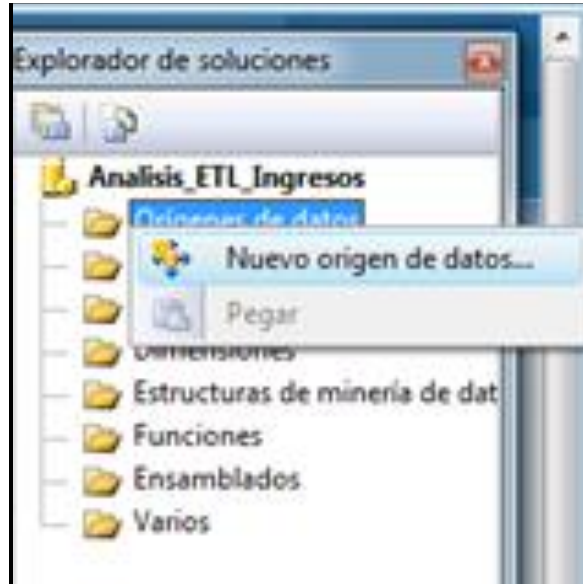 Explorador de soluciones
Analisis_ETL_Ingresos
Orígenes de datos
Nuevo origen de datos...
Pegar
Dimensiones
Estructuras de minería de dat
Funciones
Ensamblados
Varios